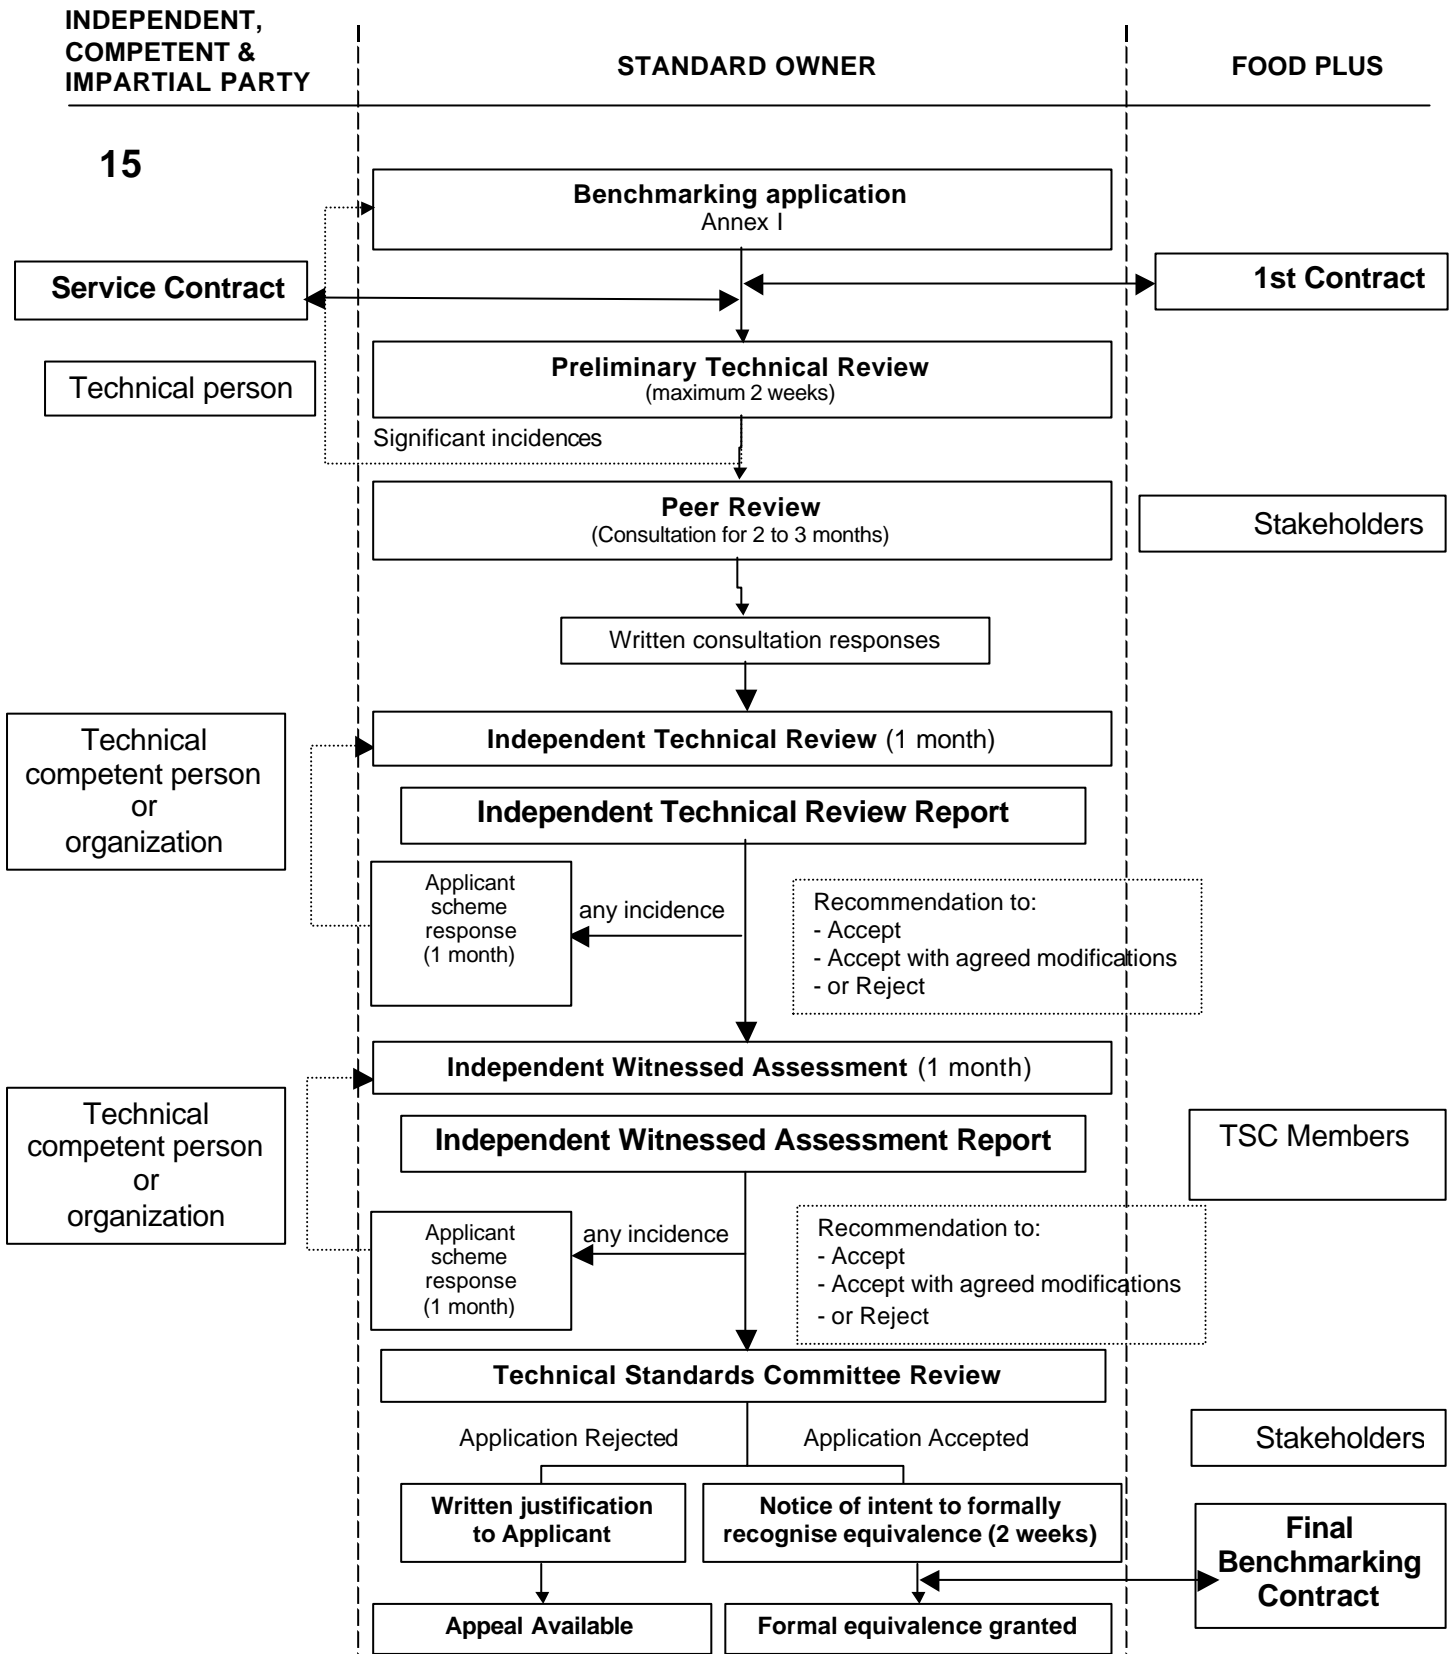 INDEPENDENT,
COMPETENT &
IMPARTIAL PARTY
STANDARD OWNER
FOOD PLUS
15
Benchmarking application
Annex I
Service Contract
1st Contract
Preliminary Technical Review
(maximum 2 weeks)
Technical person
Significant incidences
Peer Review
(Consultation for 2 to 3 months)
Stakeholders
Written consultation responses
Technical
competent person
or
organization
Independent Technical Review (1 month)
Independent Technical Review Report
Applicant
scheme
response
(1 month)
any incidence
Recommendation to:
- Accept
- Accept with agreed modifications
- or Reject
Independent Witnessed Assessment (1 month)
Technical
competent person
or
organization
Independent Witnessed Assessment Report
TSC Members
Applicant
scheme
response
(1 month)
any incidence
Recommendation to:
- Accept
- Accept with agreed modifications
- or Reject
Technical Standards Committee Review
Application Rejected
Application Accepted
Stakeholders
Written justification
to Applicant
Notice of intent to formally
recognise equivalence (2 weeks)
Final
Benchmarking
Contract
Appeal Available
Formal equivalence granted